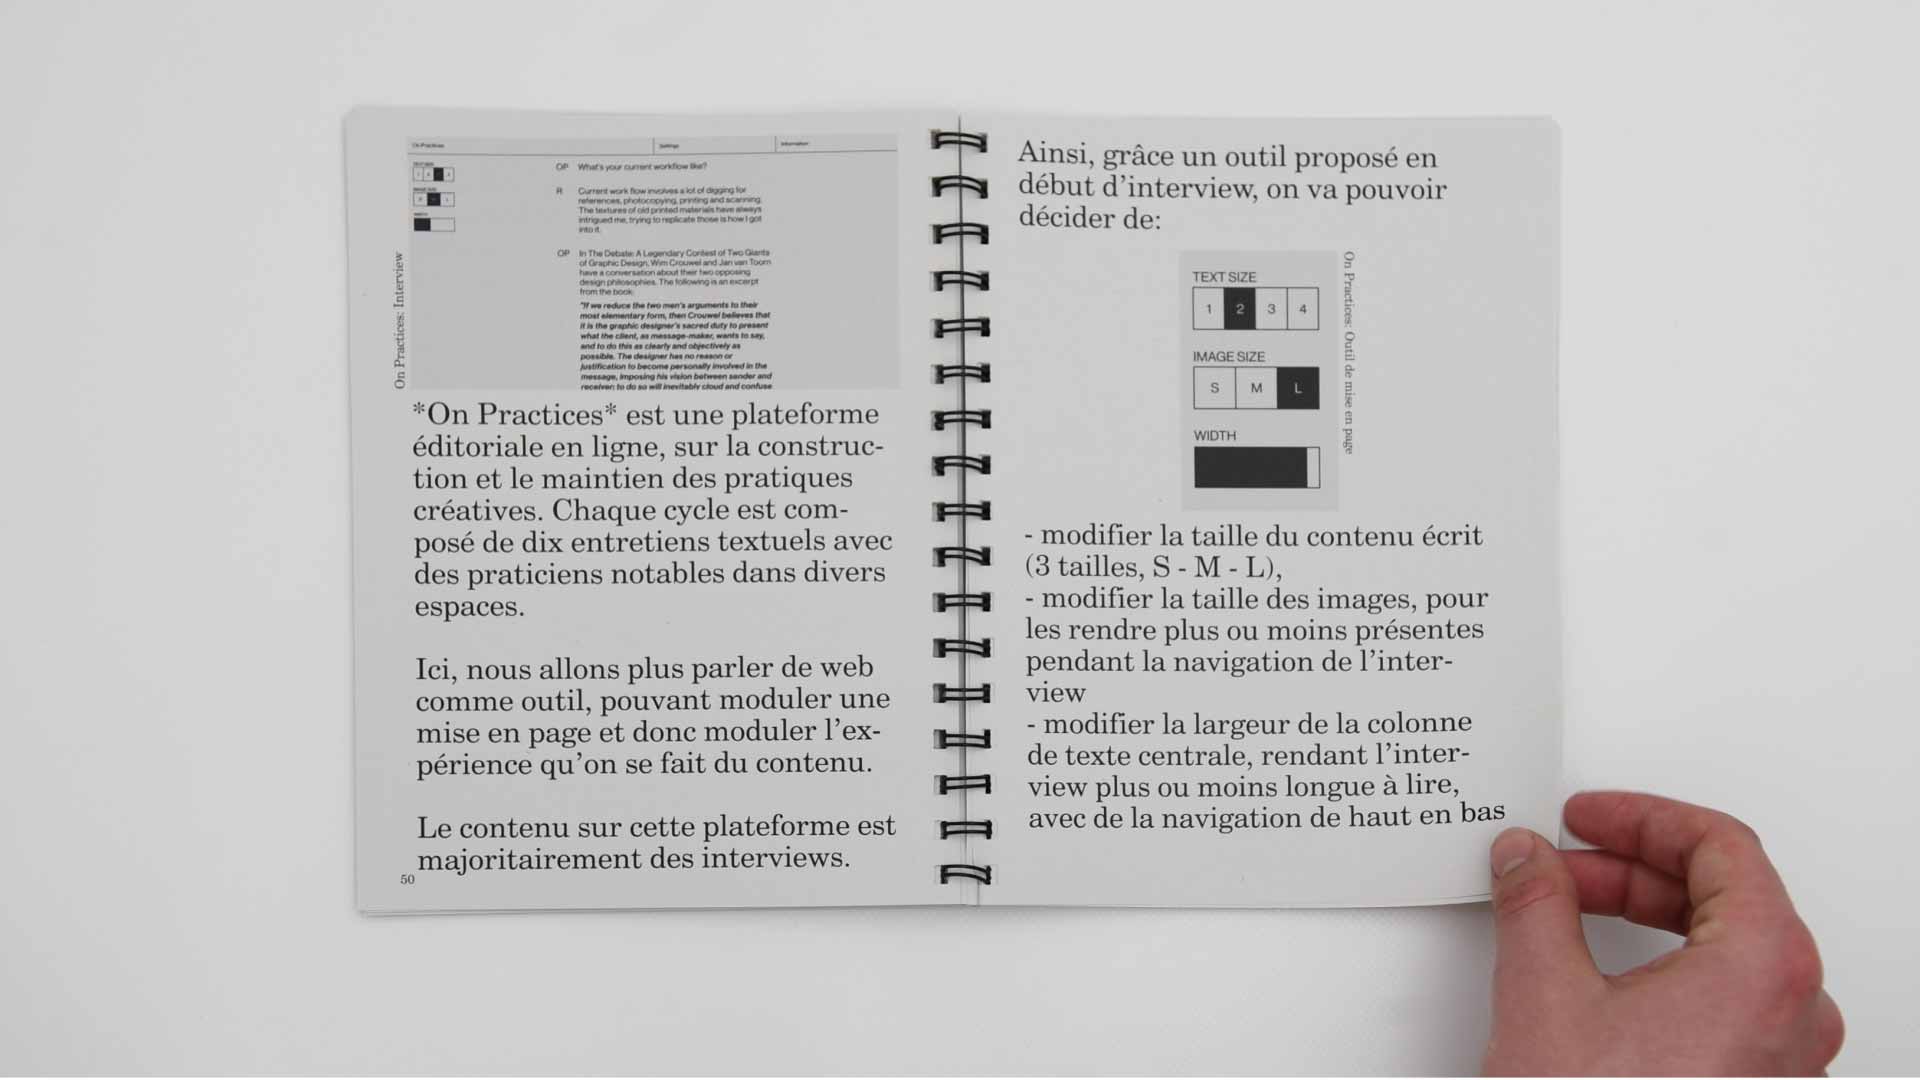 On Practices
Settings
Information
TEXT SIZE
IMAGE SIZE
S
L
WIDTH
OP What's your current workflow like?
R Current work flow involves a lot of digging for
references, photocopying, printing and scanning.
The textures of old printed materials have always
intrigued me, trying to replicate those is how I got
into it.
OP In The Debate: A Legendary Contest of Two Giants
of Graphic Design, Wim Crouwel and Jan van Toorn
have a conversation about their two opposing
design philosophies. The following is an excerpt
from the book:
"If we reduce the two men's arguments to their
most elementary form, then Crouwel believes that
it is the graphic designer's sacred duty to present
what the client, as message-maker, wants to say,
and to do this as clearly and objectively as
possible. The designer has no reason or
justification to become personally involved in the
message, imposing his vision between sender and
receiver: to do so will inevitably cloud and confuse
On Practices: Interview
*On Practices* est une plateforme
éditoriale en ligne, sur la construc-
tion et le maintien des pratiques
créatives. Chaque cycle est com-
posé de dix entretiens textuels avec
des praticiens notables dans divers
espaces.
Ici, nous allons plus parler de web
comme outil, pouvant moduler une
mise en page et donc moduler l'ex-
périence qu'on se fait du contenu.
Le contenu sur cette plateforme est
majoritairement des interviews.
50
Ainsi, grâce un outil proposé en
début d'interview, on va pouvoir
décider de:
TEXT SIZE
1 2 3 4
IMAGE SIZE
S M L
WIDTH
On Practices: Outil de mise en page
- modifier la taille du contenu écrit
(3 tailles, S - M - L),
- modifier la taille des images, pour
les rendre plus ou moins présentes
pendant la navigation de l'inter-
view
- modifier la largeur de la colonne
de texte centrale, rendant l'inter-
view plus ou moins longue à lire,
avec de la navigation de haut en bas